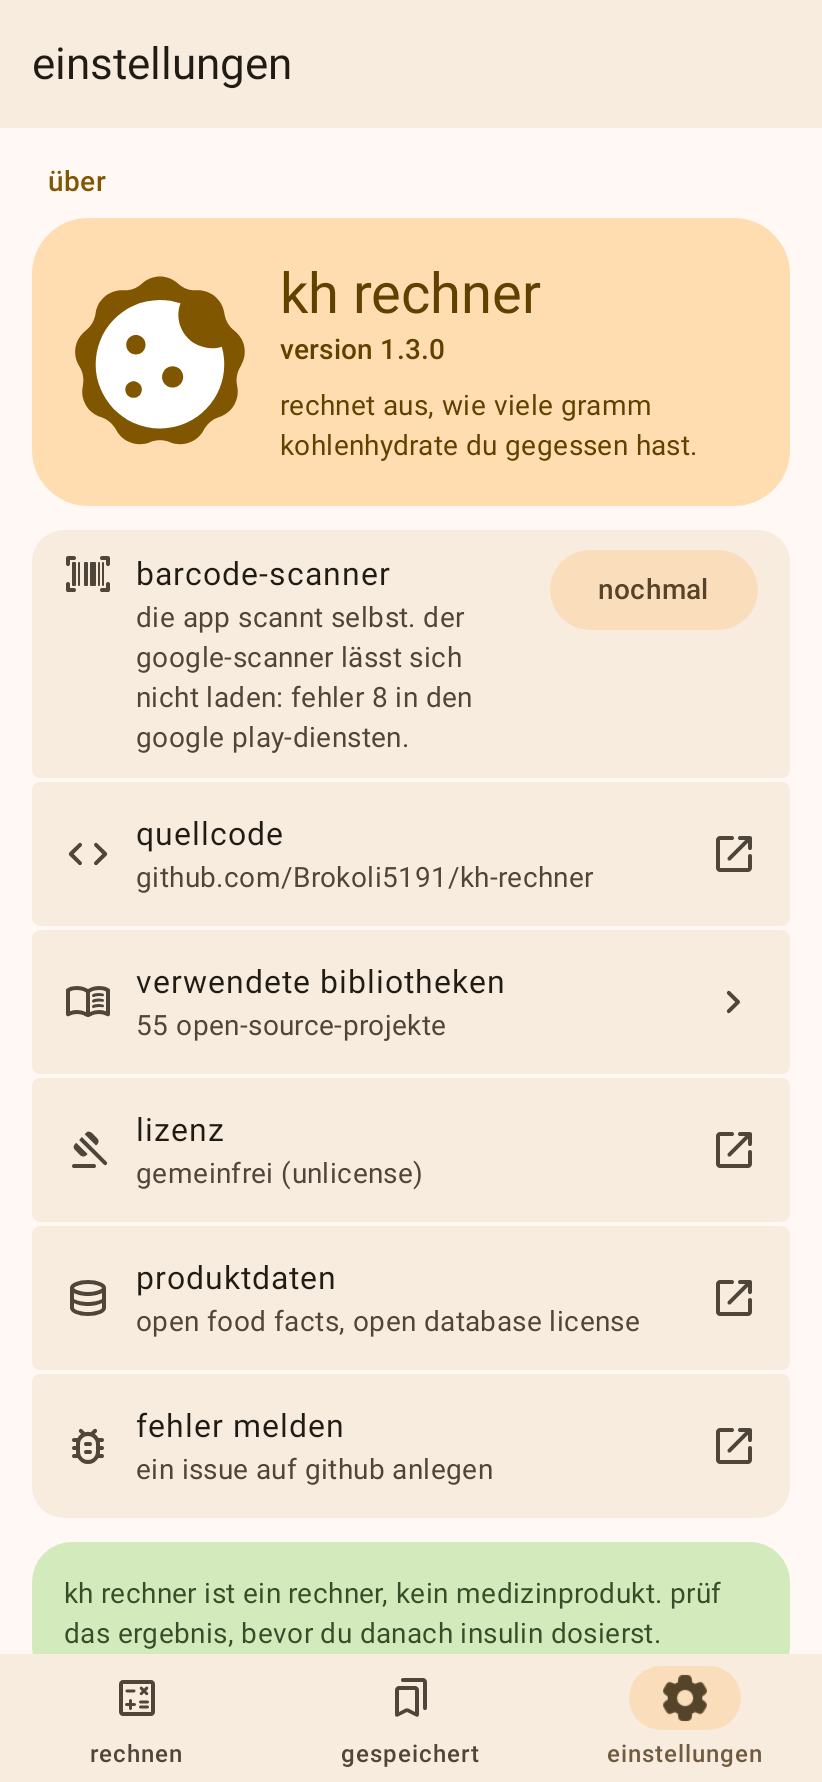 einstellungen
über
kh rechner
version 1.3.0
rechnet aus, wie viele gramm
kohlenhydrate du gegessen hast.
barcode-scanner
nochmal
die app scannt selbst. der
google-scanner lässt sich
nicht laden: fehler 8 in den
google play-diensten.
quellcode
github.com/Brokoli5191/kh-rechner
verwendete bibliotheken
55 open-source-projekte
lizenz
gemeinfrei (unlicense)
produktdaten
open food facts, open database license
fehler melden
ein issue auf github anlegen
kh rechner ist ein rechner, kein medizinprodukt. prüf
das ergebnis, bevor du danach insulin dosierst.
rechnen
gespeichert
einstellungen